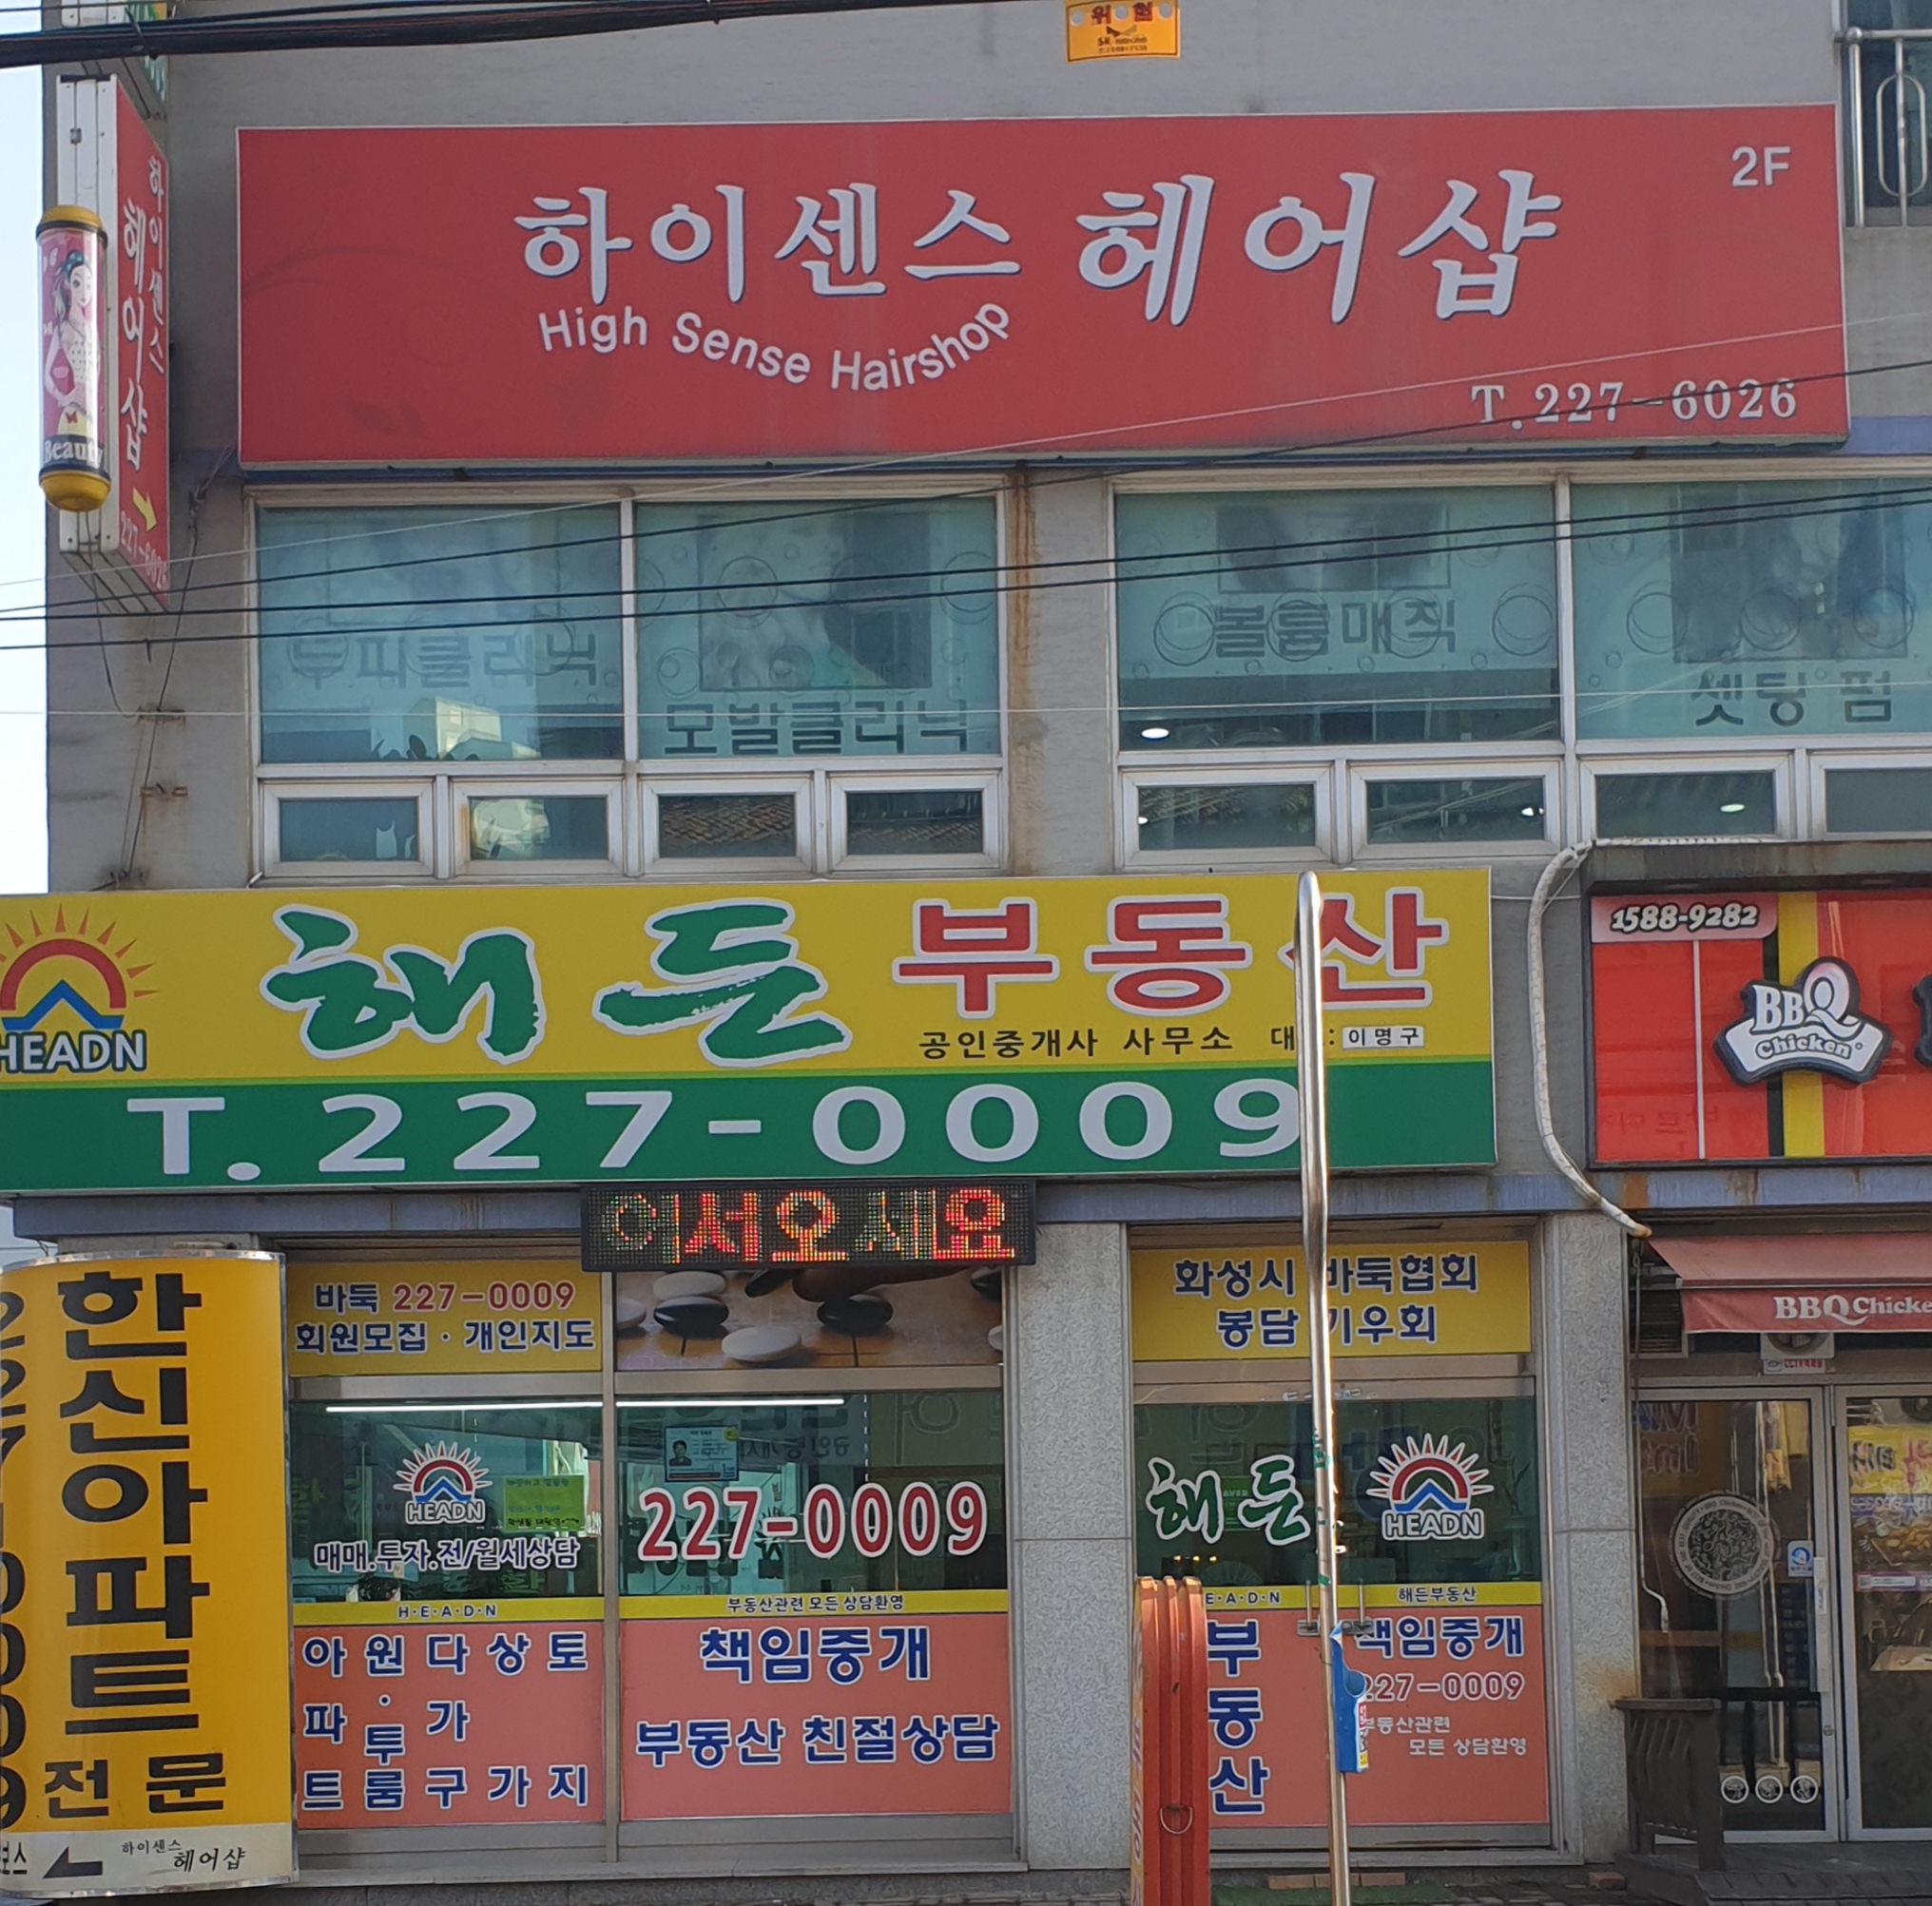 위험
하이센스 헤어샵
2F
High Sense Hairshop
T.227-6026
하이센스
헤어샵
Beauty
두피클리닉
모발클리닉
볼륨매직
셋팅 펌
HEADN
해든 부동산
공인중개사 사무소
이명구
T.227-0009
1588-9282
BBQ
Chicken
어서오세요
바둑 227-0009
회원모집 · 개인지도
화성시 바둑협회
봉담 기우회
BBQ Chicke
한신아파트
전문
하이센스
헤어샵
HEADN
매매.투자.전/월세상담
227-0009
해든
HEADN
H·E·A·D·N
부동산관련 모든 상담환영
E·A·D·N
해든부동산
아파트
원·투룸
다가구
상가
토지
책임중개
부동산 친절상담
부동산
책임중개
227-0009
부동산관련
모든 상담환영